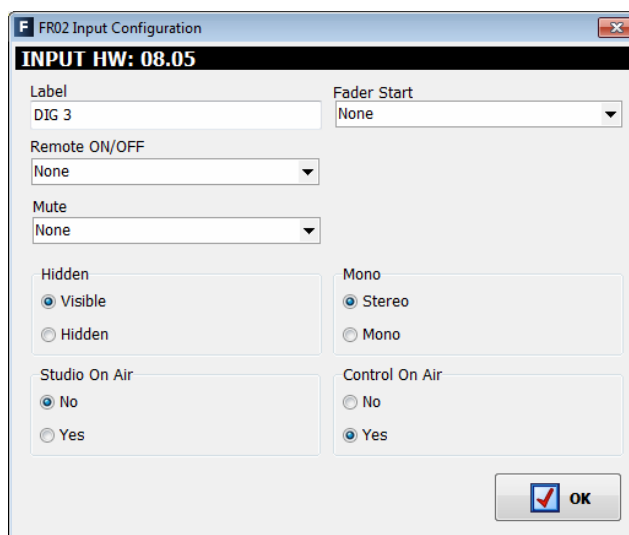 F FR02 Input Configuration
INPUT HW: 08.05
Label
Fader Start
DIG 3
None
Remote ON/OFF
None
Mute
None
Hidden
Mono
Visible
Stereo
Hidden
Mono
Studio On Air
Control On Air
No
No
Yes
Yes
OK